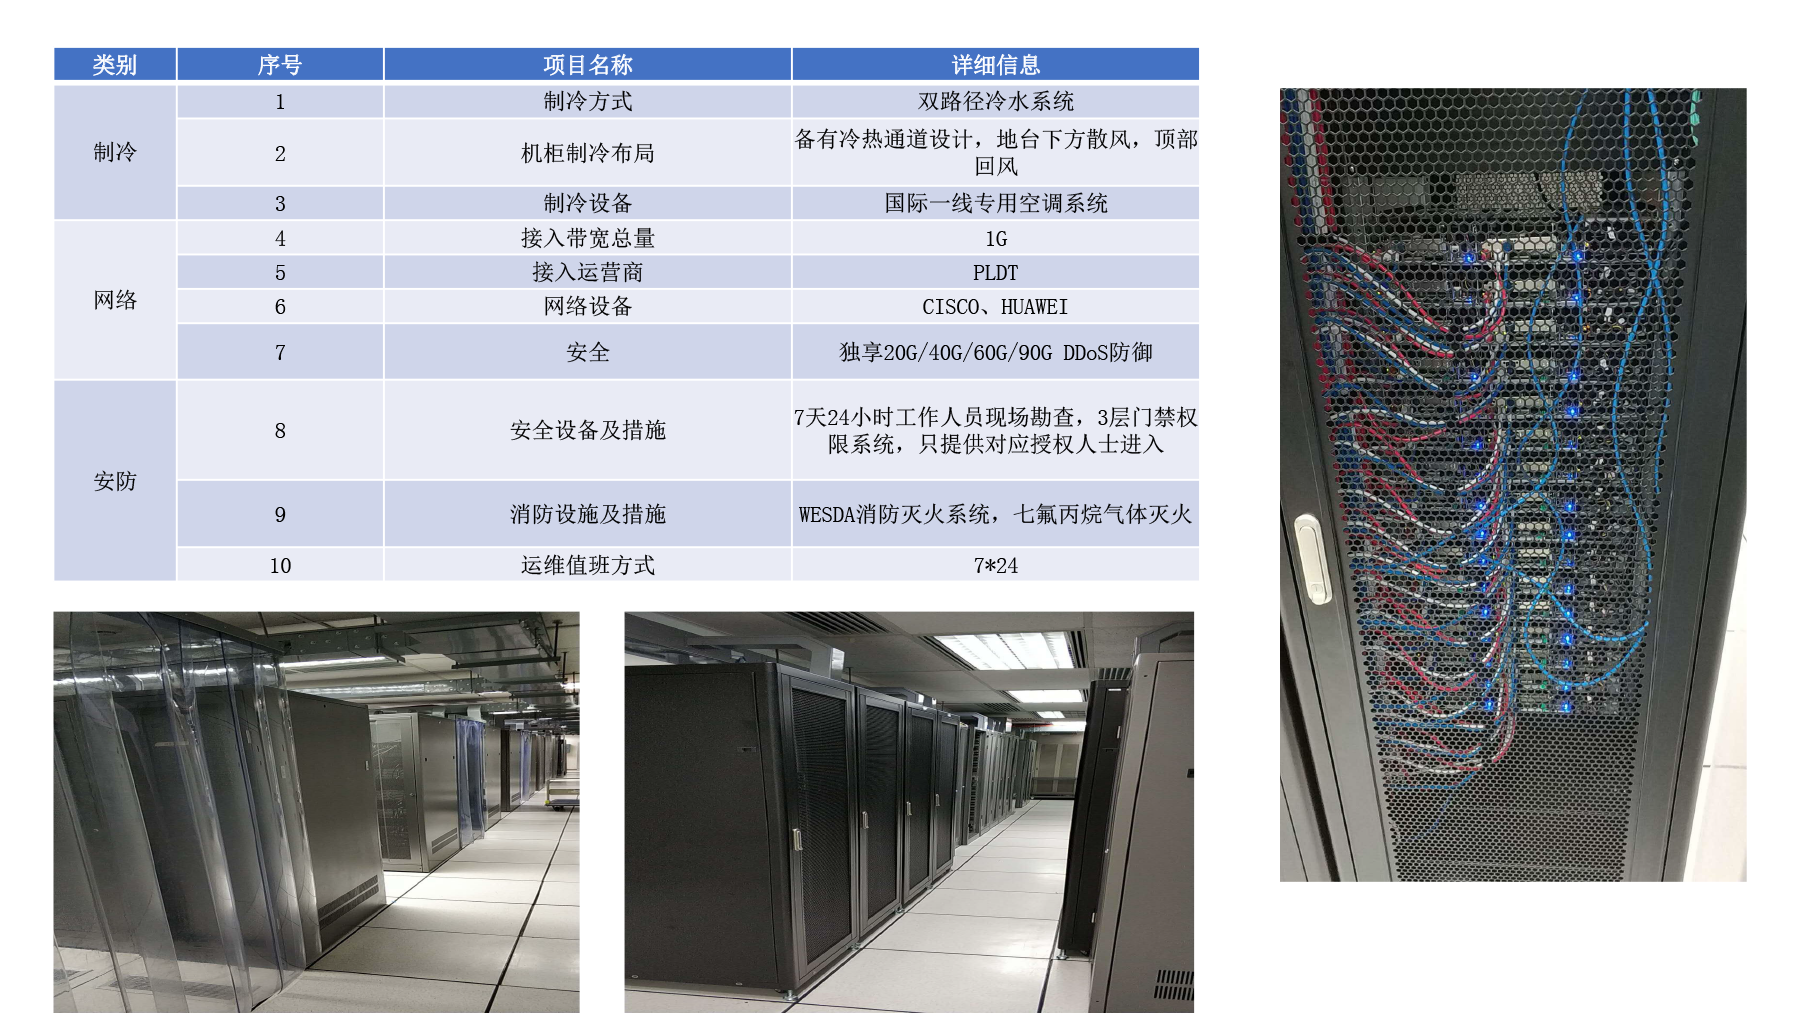 类别 序号 项目名称 详细信息
制冷 1 制冷方式 双路径冷水系统
2 机柜制冷布局 备有冷热通道设计，地台下方散风，顶部
回风
3 制冷设备 国际一线专用空调系统
网络 4 接入带宽总量 1G
5 接入运营商 PLDT
6 网络设备 CISCO、HUAWEI
7 安全 独享20G/40G/60G/90G DDoS防御
安防 8 安全设备及措施 7天24小时工作人员现场勘查，3层门禁权
限系统，只提供对应授权人士进入
9 消防设施及措施 WESDA消防灭火系统，七氟丙烷气体灭火
10 运维值班方式 7*24